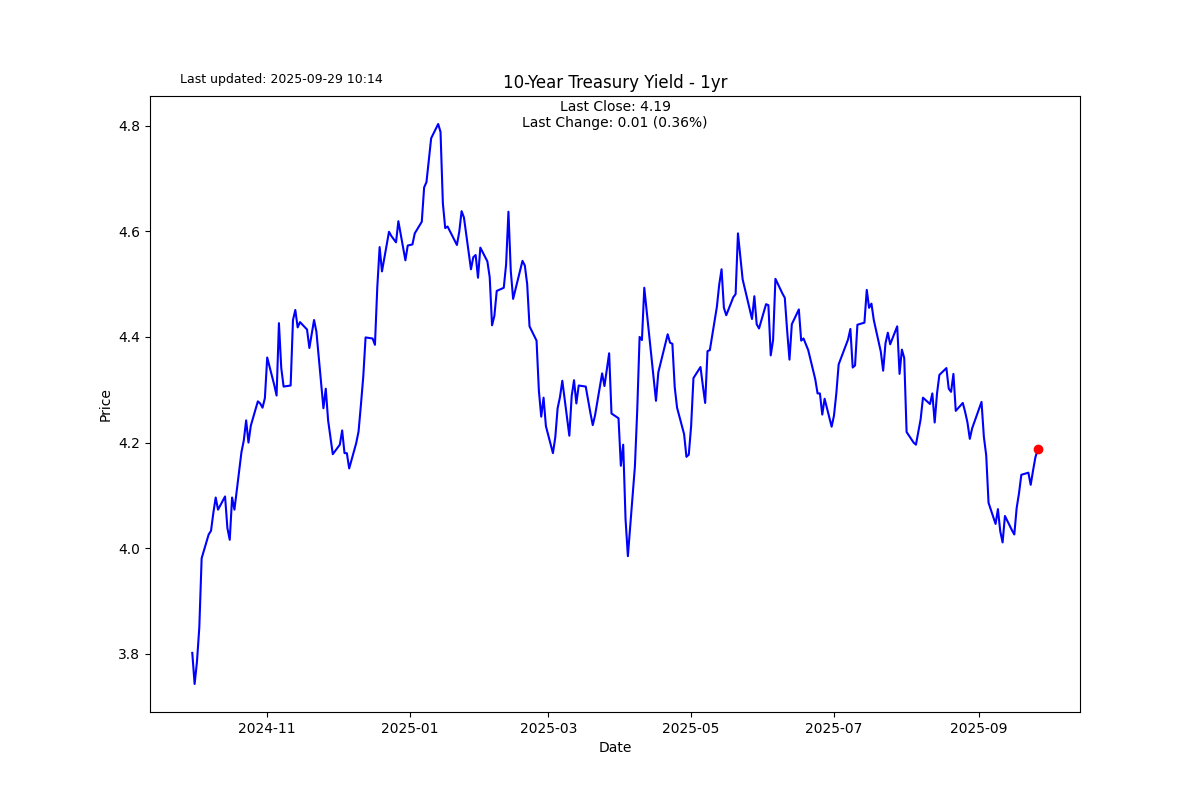 Last updated: 2025-09-29 10:14
10-Year Treasury Yield - 1yr
Last Close: 4.19
Last Change: 0.01 (0.36%)
4.8
4.6
4.4
4.2
4.0
3.8
Price
2024-11
2025-01
2025-03
2025-05
2025-07
2025-09
Date